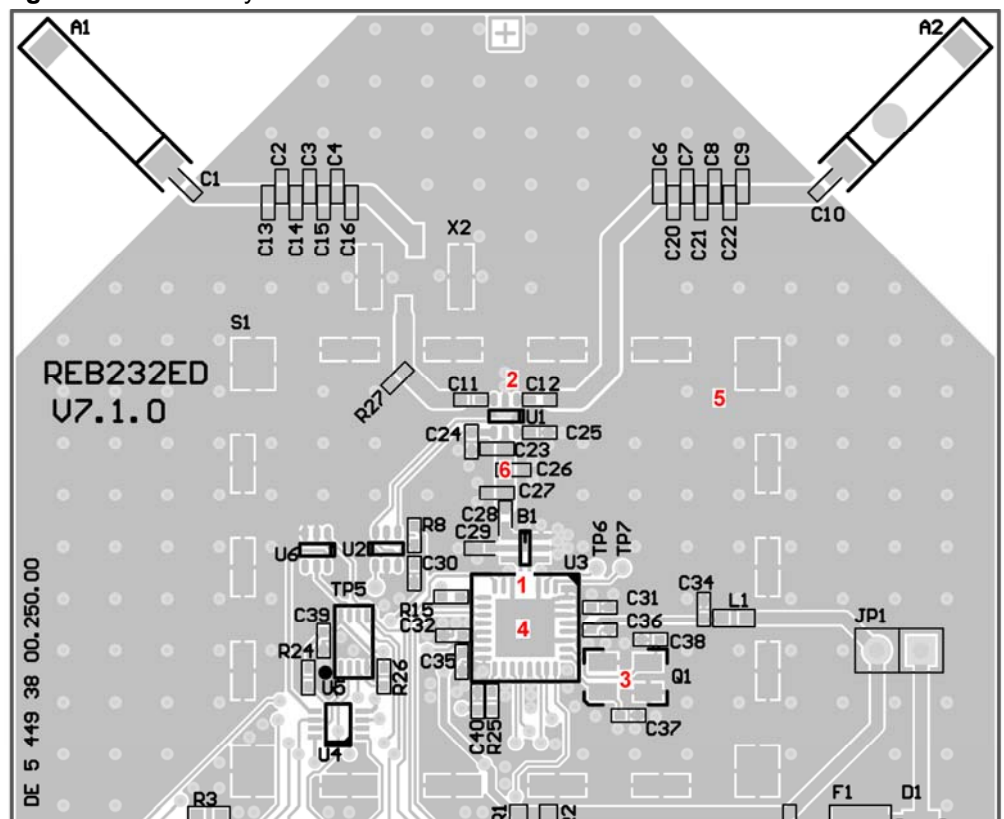 A1
A2
C1
C2
C3
C4
C6
C7
C8
C9
C10
C13
C14
C15
C16
X2
C20
C21
C22
S1
REB232ED
V7.1.0
R27
C11
2
C12
5
U1
C24
C25
C23
6
C26
C27
C28
B1
C29
R8
U6
U2
C30
TP6
TP7
U3
TP5
1
R15
C31
C34
L1
JP1
C32
4
C36
C38
C39
R24
C35
R26
3
Q1
U5
C40
R25
C37
U4
DE 5 449 38 00.250.00
R3
F1
D1